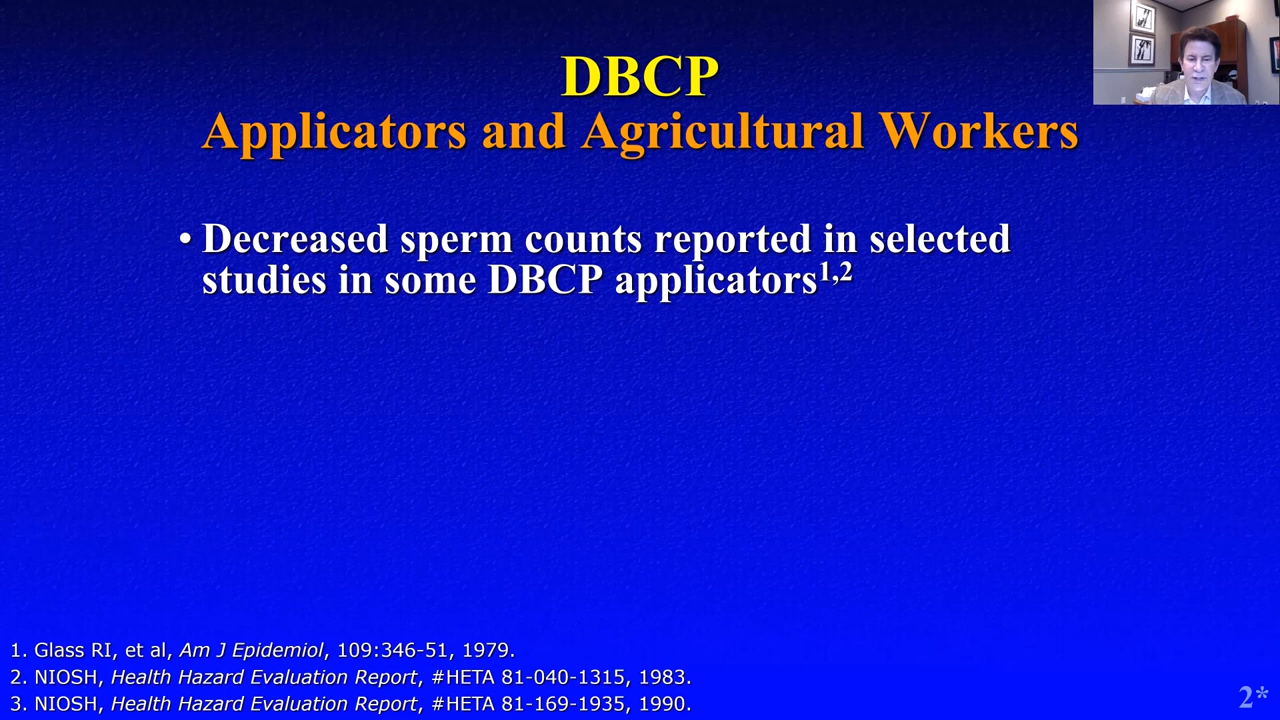 DBCP
Applicators and Agricultural Workers
• Decreased sperm counts reported in selected
studies in some DBCP applicators1,2
1. Glass RI, et al, Am J Epidemiol, 109:346-51, 1979.
2. NIOSH, Health Hazard Evaluation Report, #HETA 81-040-1315, 1983.
3. NIOSH, Health Hazard Evaluation Report, #HETA 81-169-1935, 1990.
2*